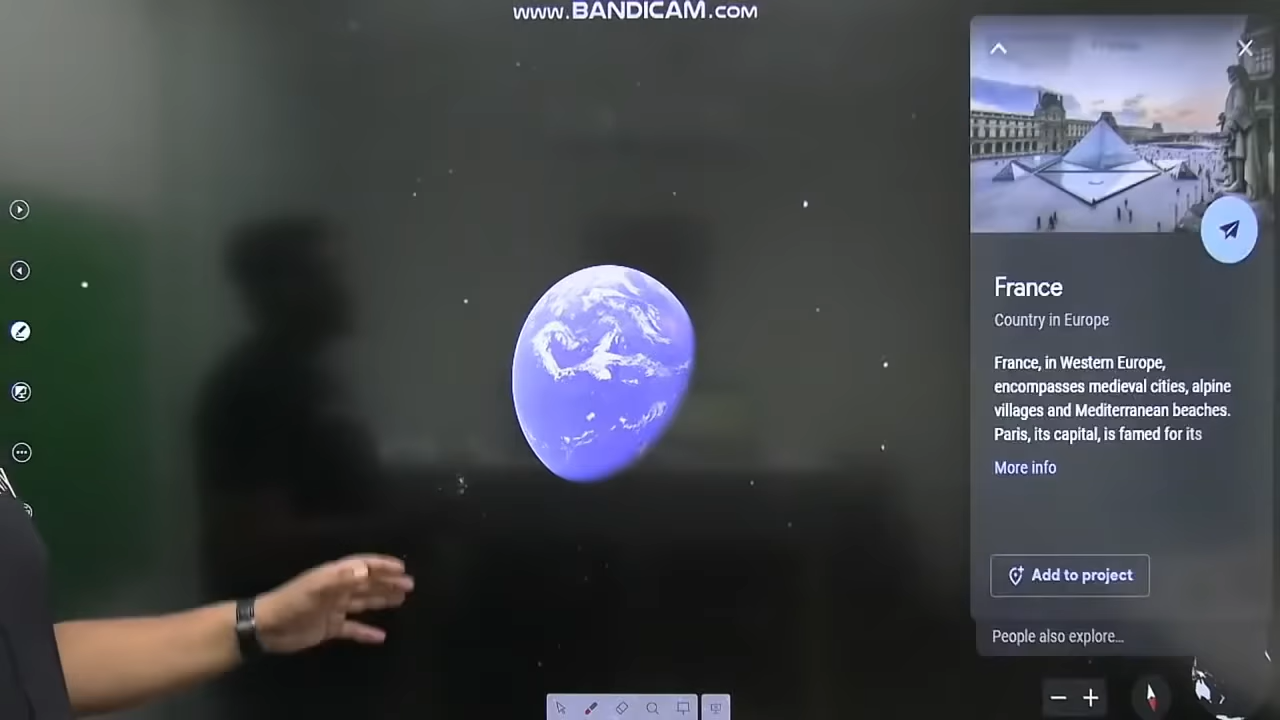 www.BANDICAM.com
France
Country in Europe
France, in Western Europe,
encompasses medieval cities, alpine
villages and Mediterranean beaches.
Paris, its capital, is famed for its
More info
Add to project
People also explore...